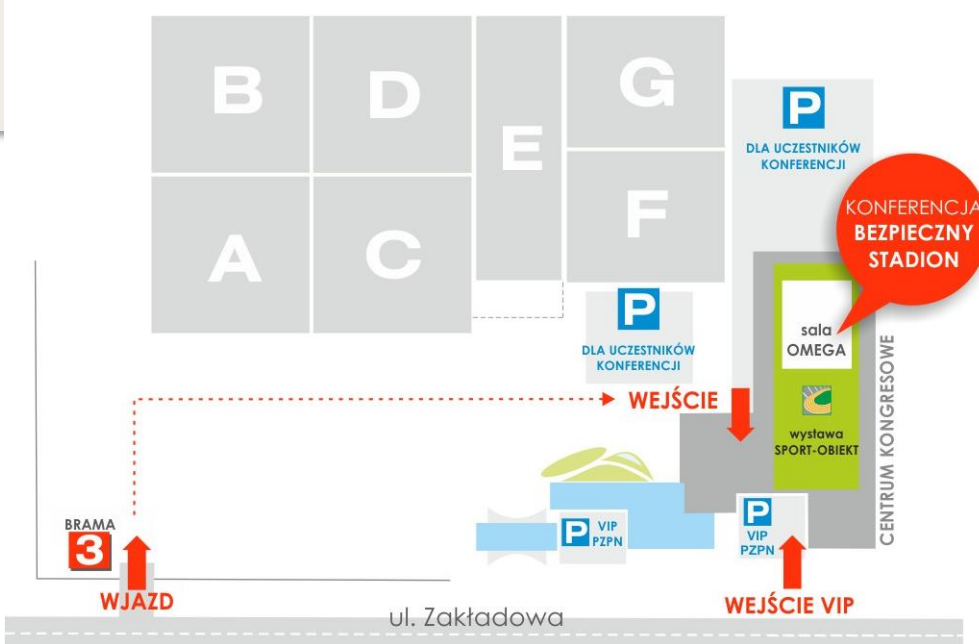 B
D
E
G
P
DLA UCZESTNIKÓW
KONFERENCJI
A
C
F
KONFERENCJA
BEZPIECZNY
STADION
P
DLA UCZESTNIKÓW
KONFERENCJI
sala
OMEGA
WEJŚCIE
wystawa
SPORT-OBIEKT
CENTRUM KONGRESOWE
BRAMA
3
WJAZD
P VIP
PZPN
P
VIP
PZPN
WEJŚCIE VIP
ul. Zakładowa